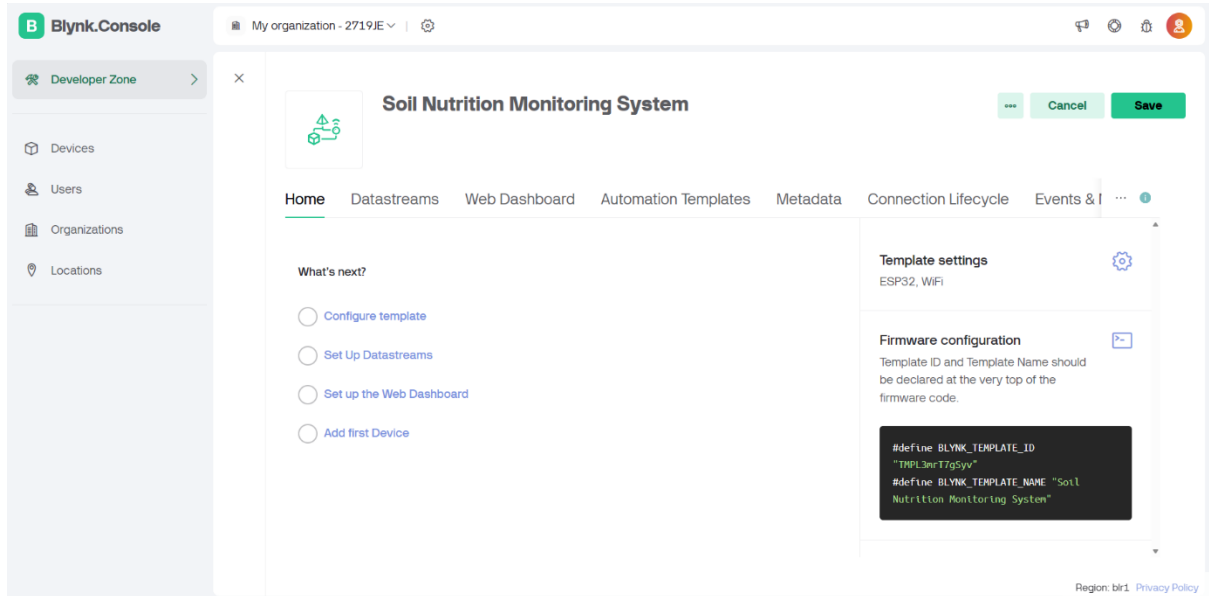 B Blynk.Console
My organization - 2719JE
Developer Zone
Devices
Users
Organizations
Locations
Soil Nutrition Monitoring System
Cancel
Save
Home Datastreams Web Dashboard Automation Templates Metadata Connection Lifecycle Events &
What's next?
Configure template
Set Up Datastreams
Set up the Web Dashboard
Add first Device
Template settings
ESP32, WiFi
Firmware configuration
Template ID and Template Name should
be declared at the very top of the
firmware code.
#define BLYNK_TEMPLATE_ID
"TMPL3mrT7gSyv"
#define BLYNK_TEMPLATE_NAME "Soil
Nutrition Monitoring System"
Region: blr1 Privacy Policy